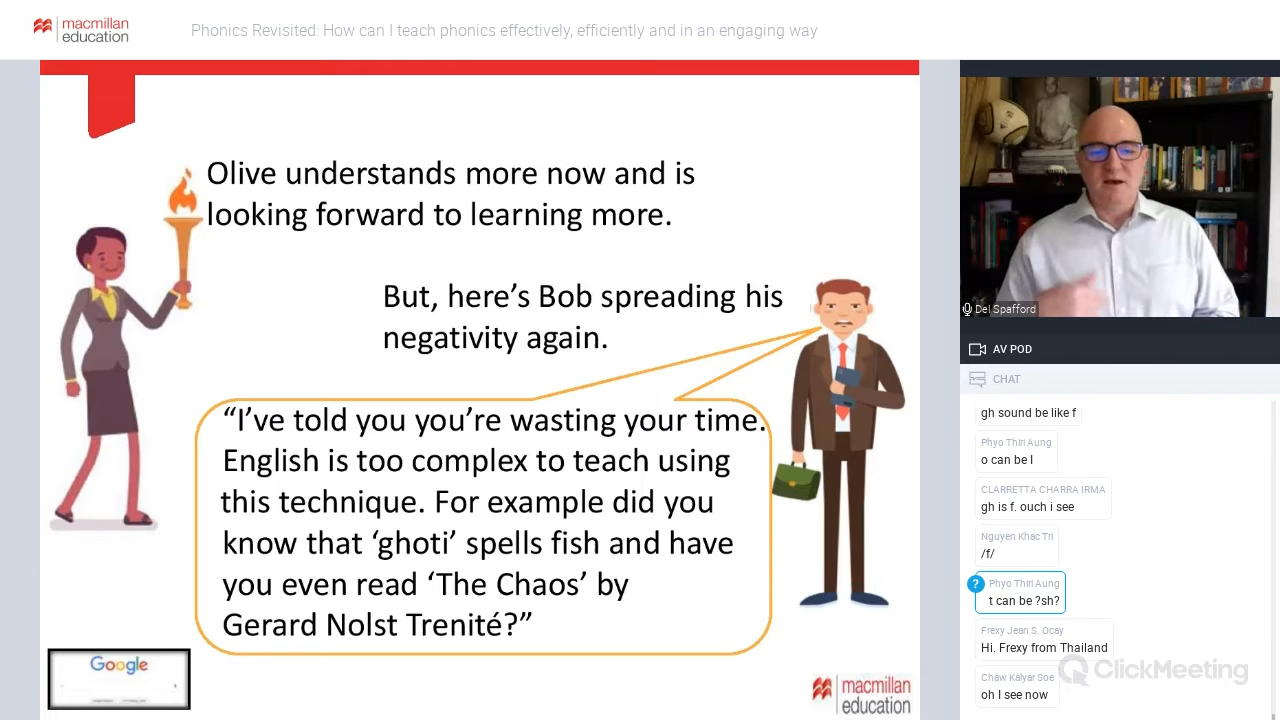 macmillan
education
Phonics Revisited: How can I teach phonics effectively, efficiently and in an engaging way
Olive understands more now and is
looking forward to learning more.
But, here's Bob spreading his
negativity again.
“I've told you you're wasting your time.
English is too complex to teach using
this technique. For example did you
know that ‘ghoti’ spells fish and have
you even read ‘The Chaos’ by
Gerard Nolst Trenité?”
Google
macmillan
education
Del Spafford
AV POD
CHAT
gh sound be like f
Phyo Thiri Aung
o can be I
CLARRETTA CHARRA IRMA
gh is f. ouch i see
Nguyen Khac Tri
/f/
?
Phyo Thiri Aung
t can be ?sh?
Frexy Jean S. Ocay
Hi. Frexy from Thailand
Chaw Kalyar Soe
oh I see now
ClickMeeting